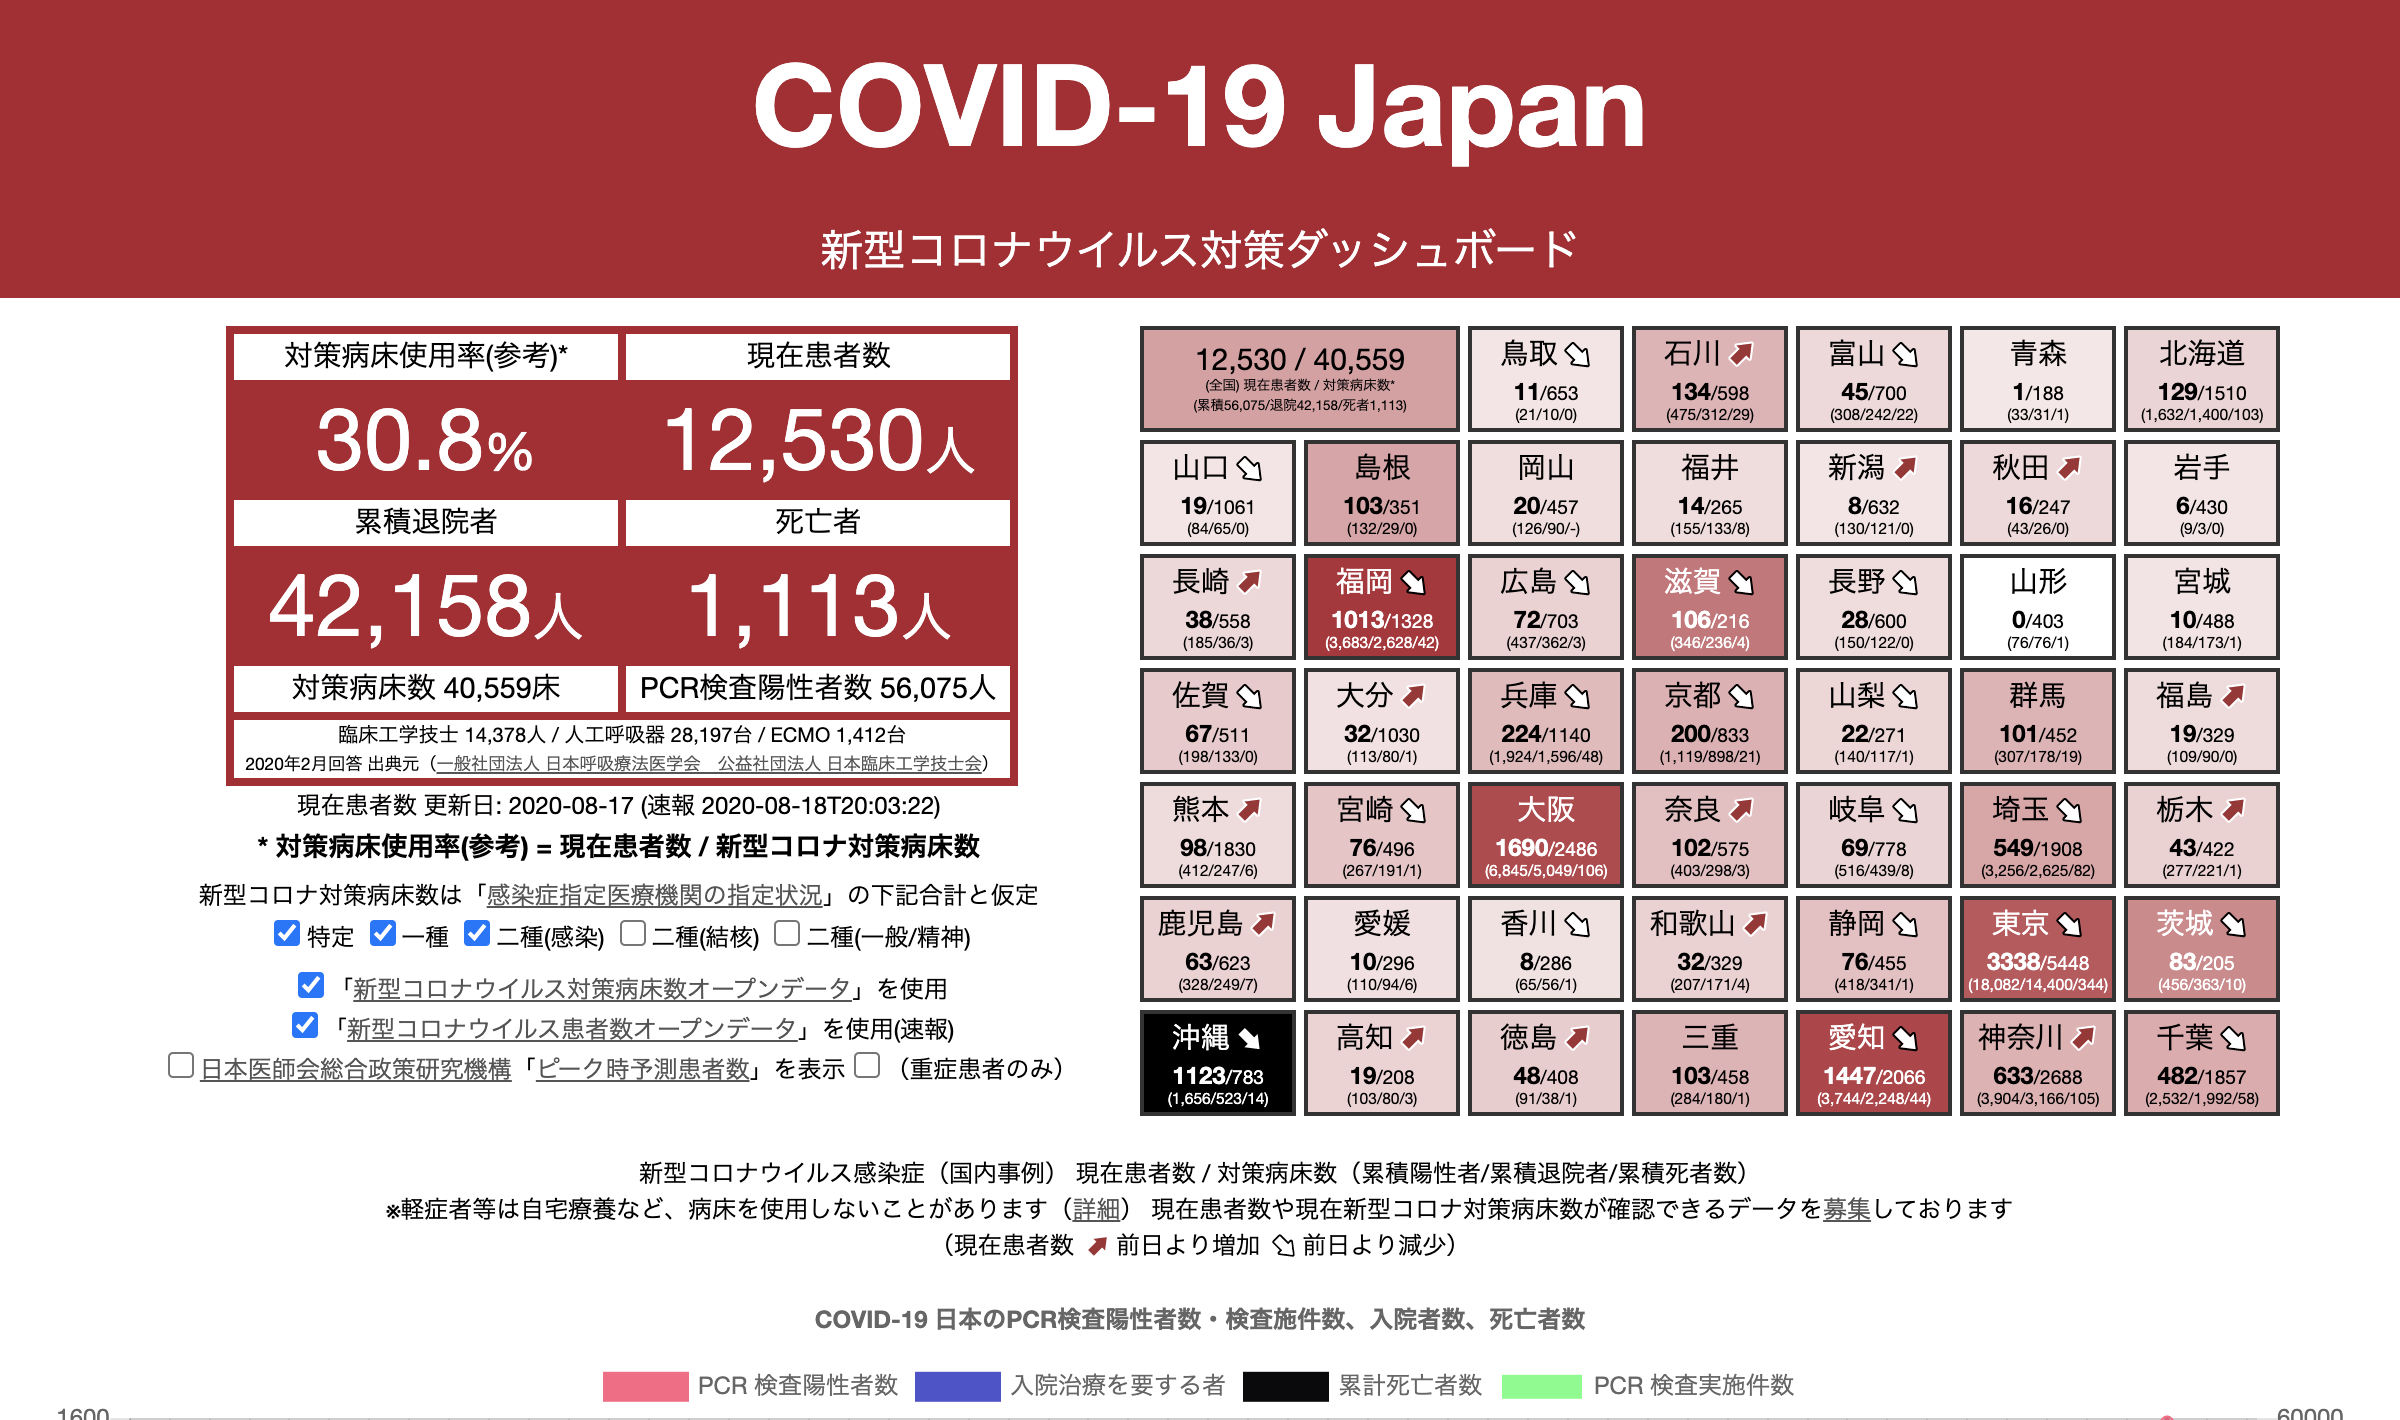 COVID-19 Japan
新型コロナウイルス対策ダッシュボード
対策病床使用率(参考)* 現在患者数
30.8% 12,530人
累積退院者 死亡者
42,158人 1,113人
対策病床数 40,559床 PCR検査陽性者数 56,075人
臨床工学技士 14,378人 / 人工呼吸器 28,197台 / ECMO 1,412台
2020年2月回答 出典元（一般社団法人 日本呼吸療法医学会　公益社団法人 日本臨床工学技士会）
現在患者数 更新日: 2020-08-17 (速報 2020-08-18T20:03:22)
* 対策病床使用率(参考) = 現在患者数 / 新型コロナ対策病床数
新型コロナ対策病床数は「感染症指定医療機関の指定状況」の下記合計と仮定
特定 一種 二種(感染) 二種(結核) 二種(一般/精神)
「新型コロナウイルス対策病床数オープンデータ」を使用
「新型コロナウイルス患者数オープンデータ」を使用(速報)
日本医師会総合政策研究機構「ピーク時予測患者数」を表示 （重症患者のみ）
12,530 / 40,559
(全国) 現在患者数 / 対策病床数*
(累積56,075/退院42,158/死者1,113)
鳥取
11/653
(21/10/0)
石川
134/598
(475/312/29)
富山
45/700
(308/242/22)
青森
1/188
(33/31/1)
北海道
129/1510
(1,632/1,400/103)
山口
19/1061
(84/65/0)
島根
103/351
(132/29/0)
岡山
20/457
(126/90/-)
福井
14/265
(155/133/8)
新潟
8/632
(130/121/0)
秋田
16/247
(43/26/0)
岩手
6/430
(9/3/0)
長崎
38/558
(185/36/3)
福岡
1013/1328
(3,683/2,628/42)
広島
72/703
(437/362/3)
滋賀
106/216
(346/236/4)
長野
28/600
(150/122/0)
山形
0/403
(76/76/1)
宮城
10/488
(184/173/1)
佐賀
67/511
(198/133/0)
大分
32/1030
(113/80/1)
兵庫
224/1140
(1,924/1,596/48)
京都
200/833
(1,119/898/21)
山梨
22/271
(140/117/1)
群馬
101/452
(307/178/19)
福島
19/329
(109/90/0)
熊本
98/1830
(412/247/6)
宮崎
76/496
(267/191/1)
大阪
1690/2486
(6,845/5,049/106)
奈良
102/575
(403/298/3)
岐阜
69/778
(516/439/8)
埼玉
549/1908
(3,256/2,625/82)
栃木
43/422
(277/221/1)
鹿児島
63/623
(328/249/7)
愛媛
10/296
(110/94/6)
香川
8/286
(65/56/1)
和歌山
32/329
(207/171/4)
静岡
76/455
(418/341/1)
東京
3338/5448
(18,082/14,400/344)
茨城
83/205
(456/363/10)
沖縄
1123/783
(1,656/523/14)
高知
19/208
(103/80/3)
徳島
48/408
(91/38/1)
三重
103/458
(284/180/1)
愛知
1447/2066
(3,744/2,248/44)
神奈川
633/2688
(3,904/3,166/105)
千葉
482/1857
(2,532/1,992/58)
新型コロナウイルス感染症（国内事例） 現在患者数 / 対策病床数（累積陽性者/累積退院者/累積死者数）
※軽症者等は自宅療養など、病床を使用しないことがあります（詳細） 現在患者数や現在新型コロナ対策病床数が確認できるデータを募集しております
（現在患者数 前日より増加 前日より減少）
COVID-19 日本のPCR検査陽性者数・検査施件数、入院者数、死亡者数
PCR 検査陽性者数 入院治療を要する者 累計死亡者数 PCR 検査実施件数
1600 60000